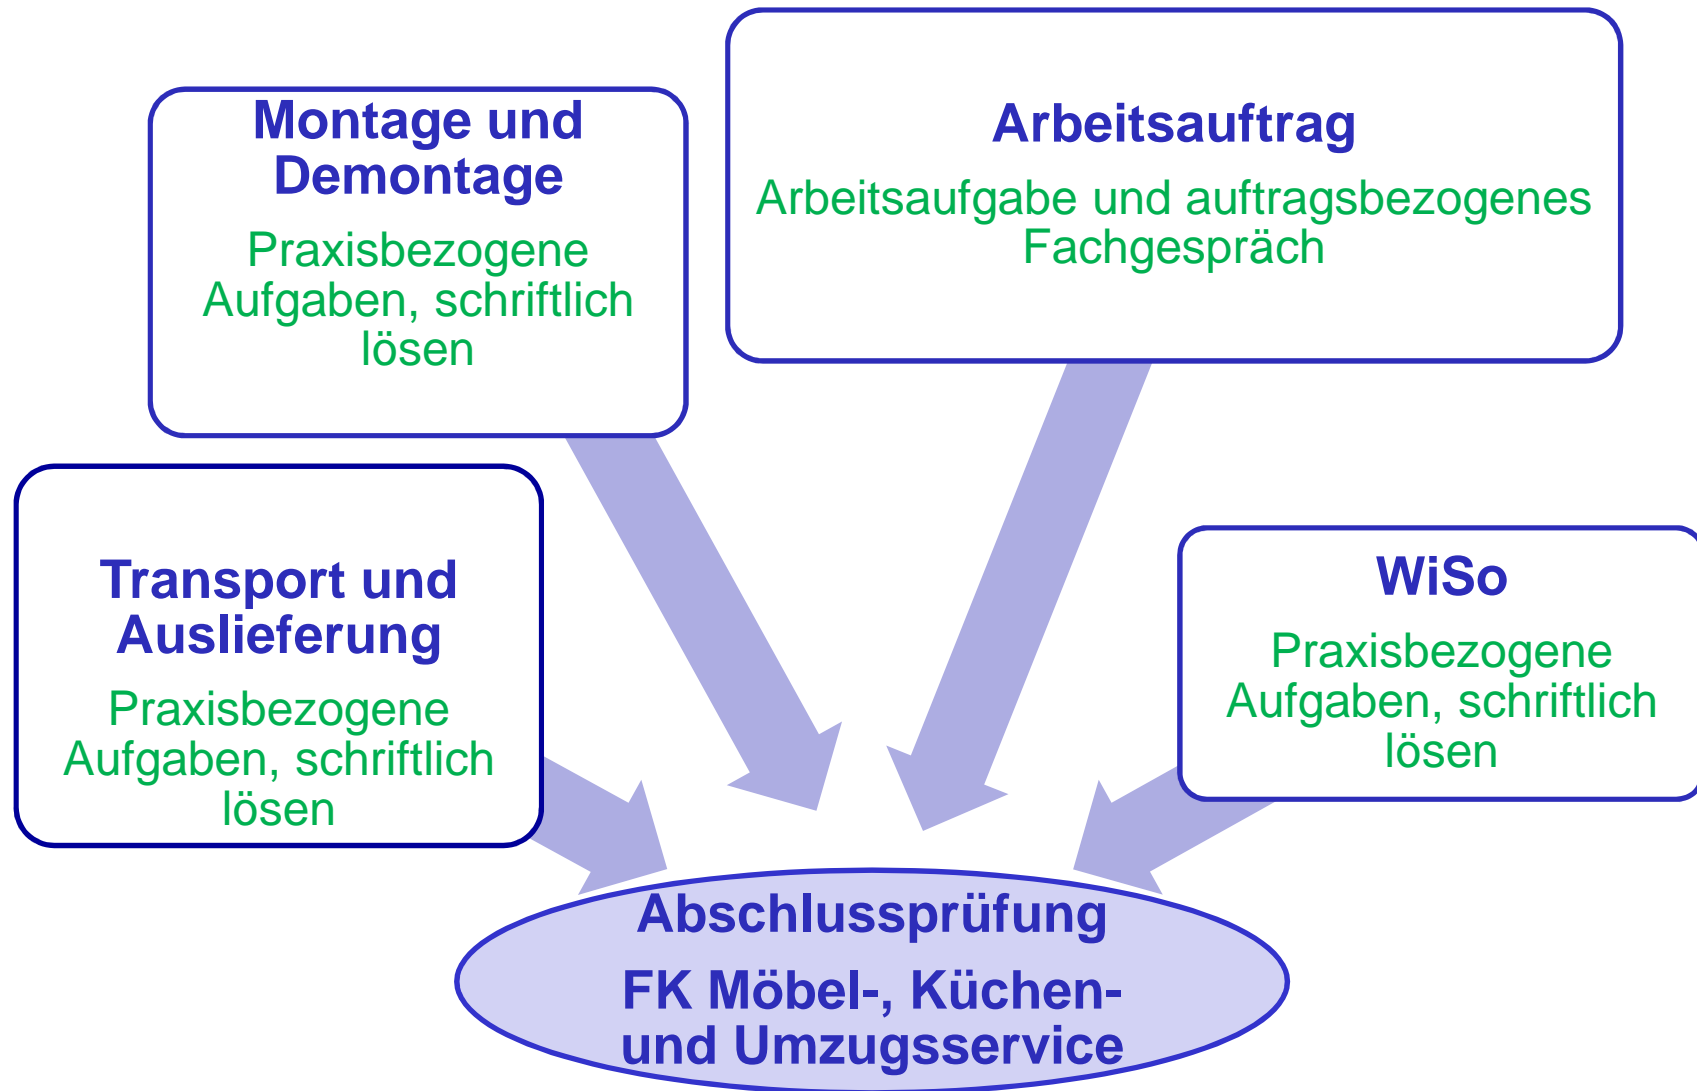 Montage und
Demontage
Praxisbezogene
Aufgaben, schriftlich
lösen
Arbeitsauftrag
Arbeitsaufgabe und auftragsbezogenes
Fachgespräch
Transport und
Auslieferung
Praxisbezogene
Aufgaben, schriftlich
lösen
WiSo
Praxisbezogene
Aufgaben, schriftlich
lösen
Abschlussprüfung
FK Möbel-, Küchen-
und Umzugsservice